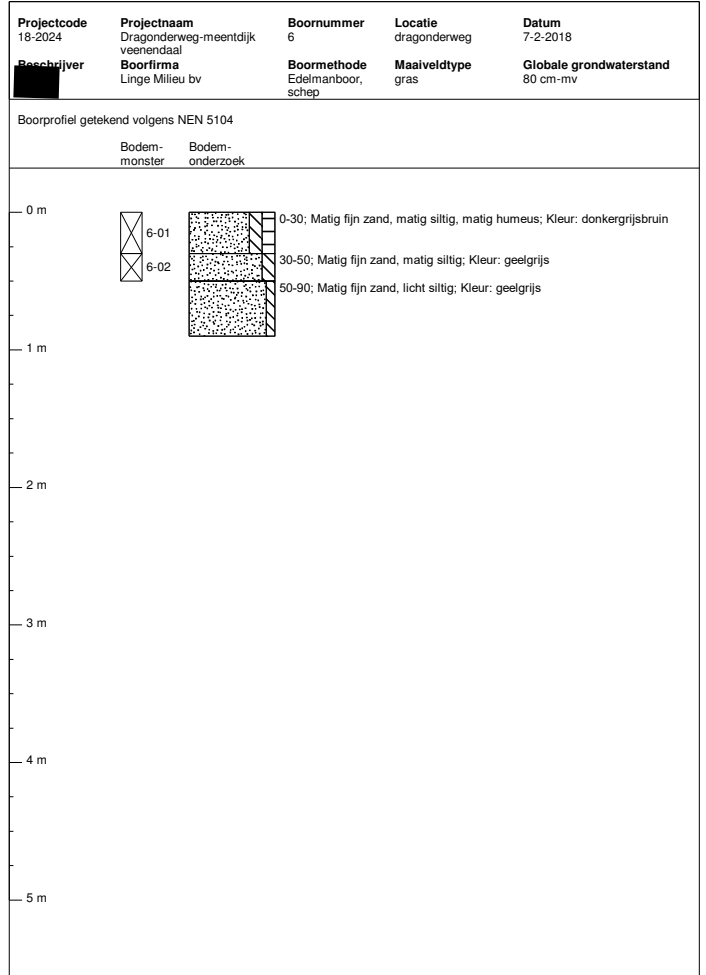 Projectcode Projectnaam Boornummer Locatie Datum
18-2024 Dragonderweg-meentdijk veenendaal 6 dragonderweg 7-2-2018
Beschrijver Boorfirma Boormethode Maaiveldtype Globale grondwaterstand
Linge Milieu bv Edelmanboor, schep gras 80 cm-mv
Boorprofiel getekend volgens NEN 5104
Bodem-monster Bodem-onderzoek
0 m
6-01 0-30; Matig fijn zand, matig siltig, matig humeus; Kleur: donkergrijsbruin
6-02 30-50; Matig fijn zand, matig siltig; Kleur: geelgrijs
50-90; Matig fijn zand, licht siltig; Kleur: geelgrijs
1 m
2 m
3 m
4 m
5 m